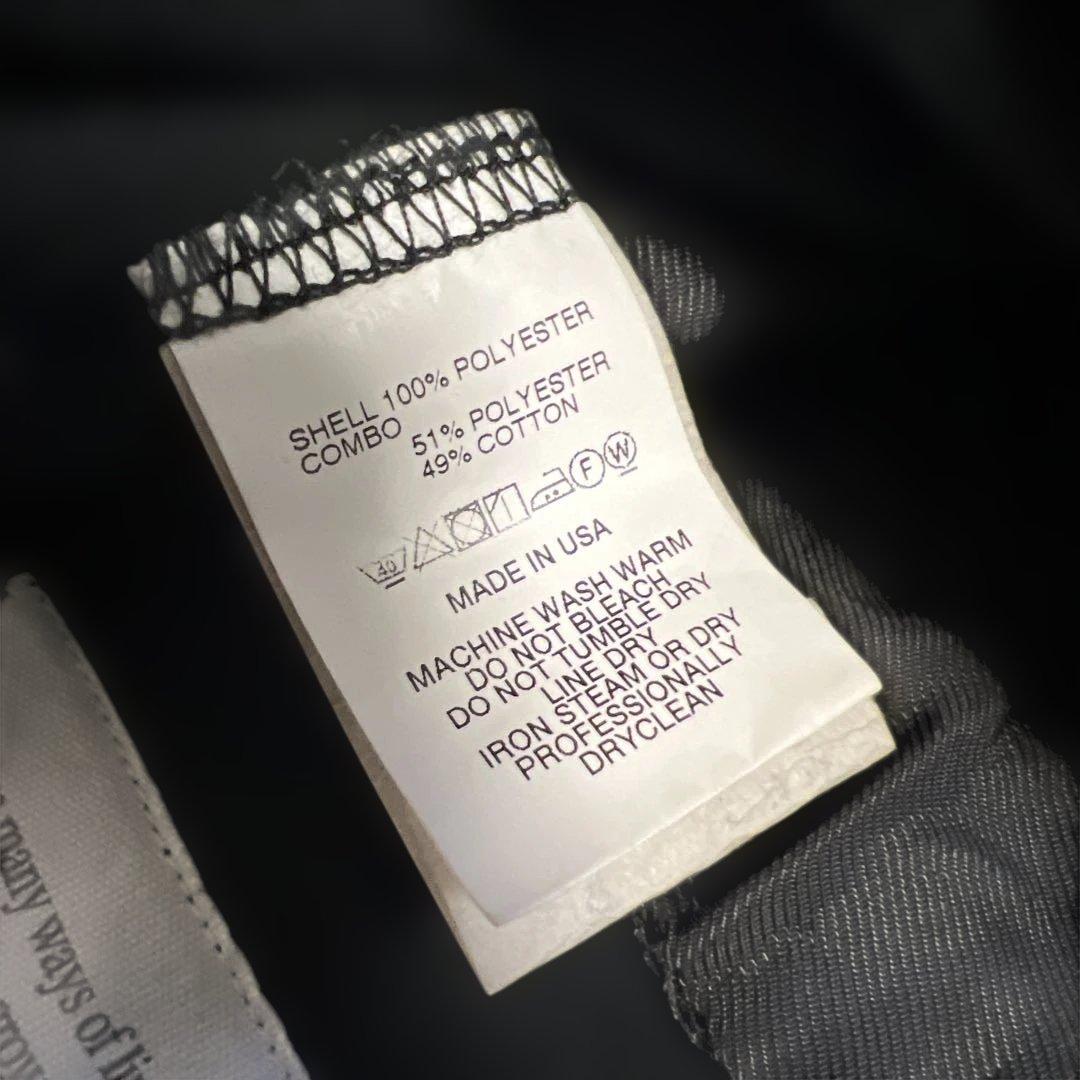 SHELL 100% POLYESTER
COMBO 51% POLYESTER
49% COTTON
40 F W
MADE IN USA
MACHINE WASH WARM
DO NOT BLEACH
DO NOT TUMBLE DRY
LINE DRY
IRON STEAM OR DRY
PROFESSIONALLY
DRYCLEAN
many ways of